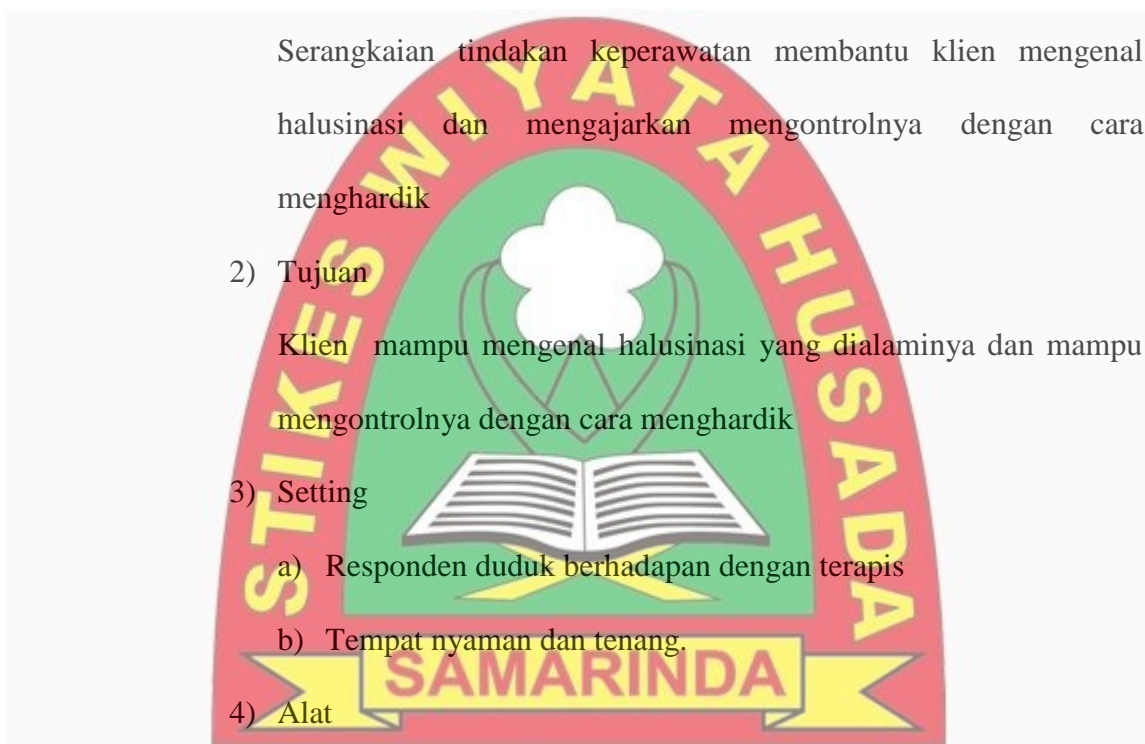 Serangkaian tindakan keperawatan membantu klien mengenal
halusinasi dan mengajarkan mengontrolnya dengan cara
menghardik
2) Tujuan
Klien mampu mengenal halusinasi yang dialaminya dan mampu
mengontrolnya dengan cara menghardik
3) Setting
a) Responden duduk berhadapan dengan terapis
b) Tempat nyaman dan tenang.
4) Alat
STIKES WIYATA HUSADA
SAMARINDA